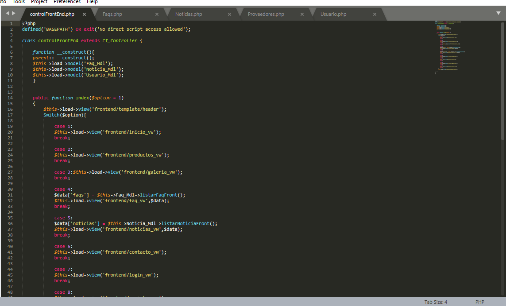 Tools Project Preferences Help
controlFrontEnd.php Faqs.php Noticias.php Proveedores.php Usuario.php
<?php
defined('BASEPATH') OR exit('No direct script access allowed');
class controlFrontEnd extends CI_Controller {
function __construct(){
parent::__construct();
$this->load->model('Faq_Mdl');
$this->load->model('Noticia_Mdl');
$this->load->model('Usuario_Mdl');
}
public function index($option = 1)
{
$this->load->view('frontend/template/header');
switch($option){
case 1:
$this->load->view('frontend/inicio_vw');
break;
case 2:
$this->load->view('frontend/productos_vw');
break;
case 3:$this->load->view('frontend/galeria_vw');
break;
case 4:
$data['faqs'] = $this->Faq_Mdl->listarFaqFront();
$this->load->view('frontend/faq_vw',$data);
break;
case 5:
$data['noticias'] = $this->Noticia_Mdl->listarNoticiaFront();
$this->load->view('frontend/noticias_vw',$data);
break;
case 6:
$this->load->view('frontend/contacto_vw');
break;
case 7:
$this->load->view('frontend/login_vw');
break;
case 8:
Tab Size: 4 PHP